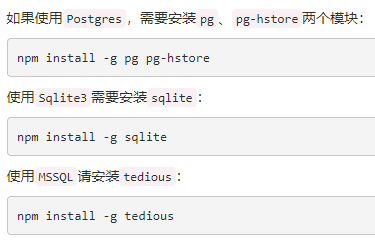 如果使用 Postgres，需要安装 pg、pg-hstore 两个模块：
npm install -g pg pg-hstore
使用 Sqlite3 需要安装 sqlite：
npm install -g sqlite
使用 MSSQL 请安装 tedious：
npm install -g tedious